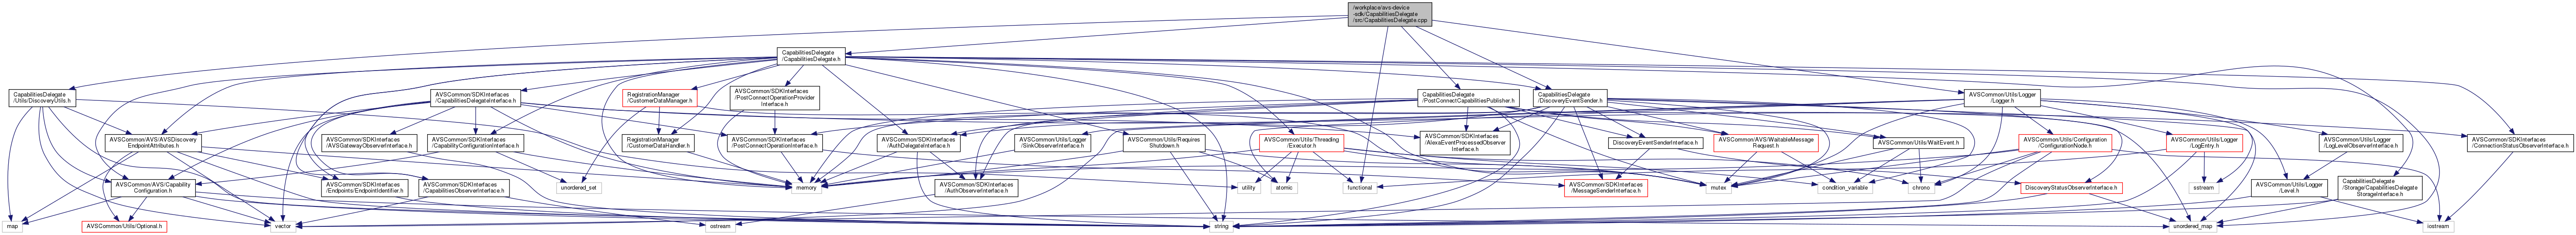 /workplace/avs-device
-sdk/CapabilitiesDelegate
/src/CapabilitiesDelegate.cpp
CapabilitiesDelegate
/CapabilitiesDelegate.h
CapabilitiesDelegate
/Utils/DiscoveryUtils.h
AVSCommon/SDKInterfaces
/CapabilitiesDelegateInterface.h
RegistrationManager
/CustomerDataManager.h
AVSCommon/SDKInterfaces
/PostConnectOperationProvider
Interface.h
CapabilitiesDelegate
/PostConnectCapabilitiesPublisher.h
CapabilitiesDelegate
/DiscoveryEventSender.h
AVSCommon/Utils/Logger
/Logger.h
AVSCommon/AVS/AVSDiscovery
EndpointAttributes.h
AVSCommon/SDKInterfaces
/AVSGatewayObserverInterface.h
AVSCommon/SDKInterfaces
/CapabilityConfigurationInterface.h
RegistrationManager
/CustomerDataHandler.h
AVSCommon/SDKInterfaces
/PostConnectOperationInterface.h
AVSCommon/SDKInterfaces
/AuthDelegateInterface.h
AVSCommon/Utils/Logger
/SinkObserverInterface.h
AVSCommon/Utils/Requires
Shutdown.h
AVSCommon/Utils/Threading
/Executor.h
AVSCommon/SDKInterfaces
/AlexaEventProcessedObserver
Interface.h
DiscoveryEventSenderInterface.h
AVSCommon/AVS/WaitableMessage
Request.h
AVSCommon/Utils/WaitEvent.h
AVSCommon/Utils/Configuration
/ConfigurationNode.h
AVSCommon/Utils/Logger
/LogEntry.h
AVSCommon/Utils/Logger
/LogLevelObserverInterface.h
AVSCommon/SDKInterfaces
/ConnectionStatusObserverInterface.h
AVSCommon/AVS/Capability
Configuration.h
AVSCommon/SDKInterfaces
/Endpoints/EndpointIdentifier.h
AVSCommon/SDKInterfaces
/CapabilitiesObserverInterface.h
unordered_set
memory
AVSCommon/SDKInterfaces
/AuthObserverInterface.h
utility
atomic
functional
AVSCommon/SDKInterfaces
/MessageSenderInterface.h
mutex
condition_variable
chrono
DiscoveryStatusObserverInterface.h
sstream
AVSCommon/Utils/Logger
/Level.h
CapabilitiesDelegate
/Storage/CapabilitiesDelegate
StorageInterface.h
map
AVSCommon/Utils/Optional.h
vector
ostream
string
unordered_map
iostream